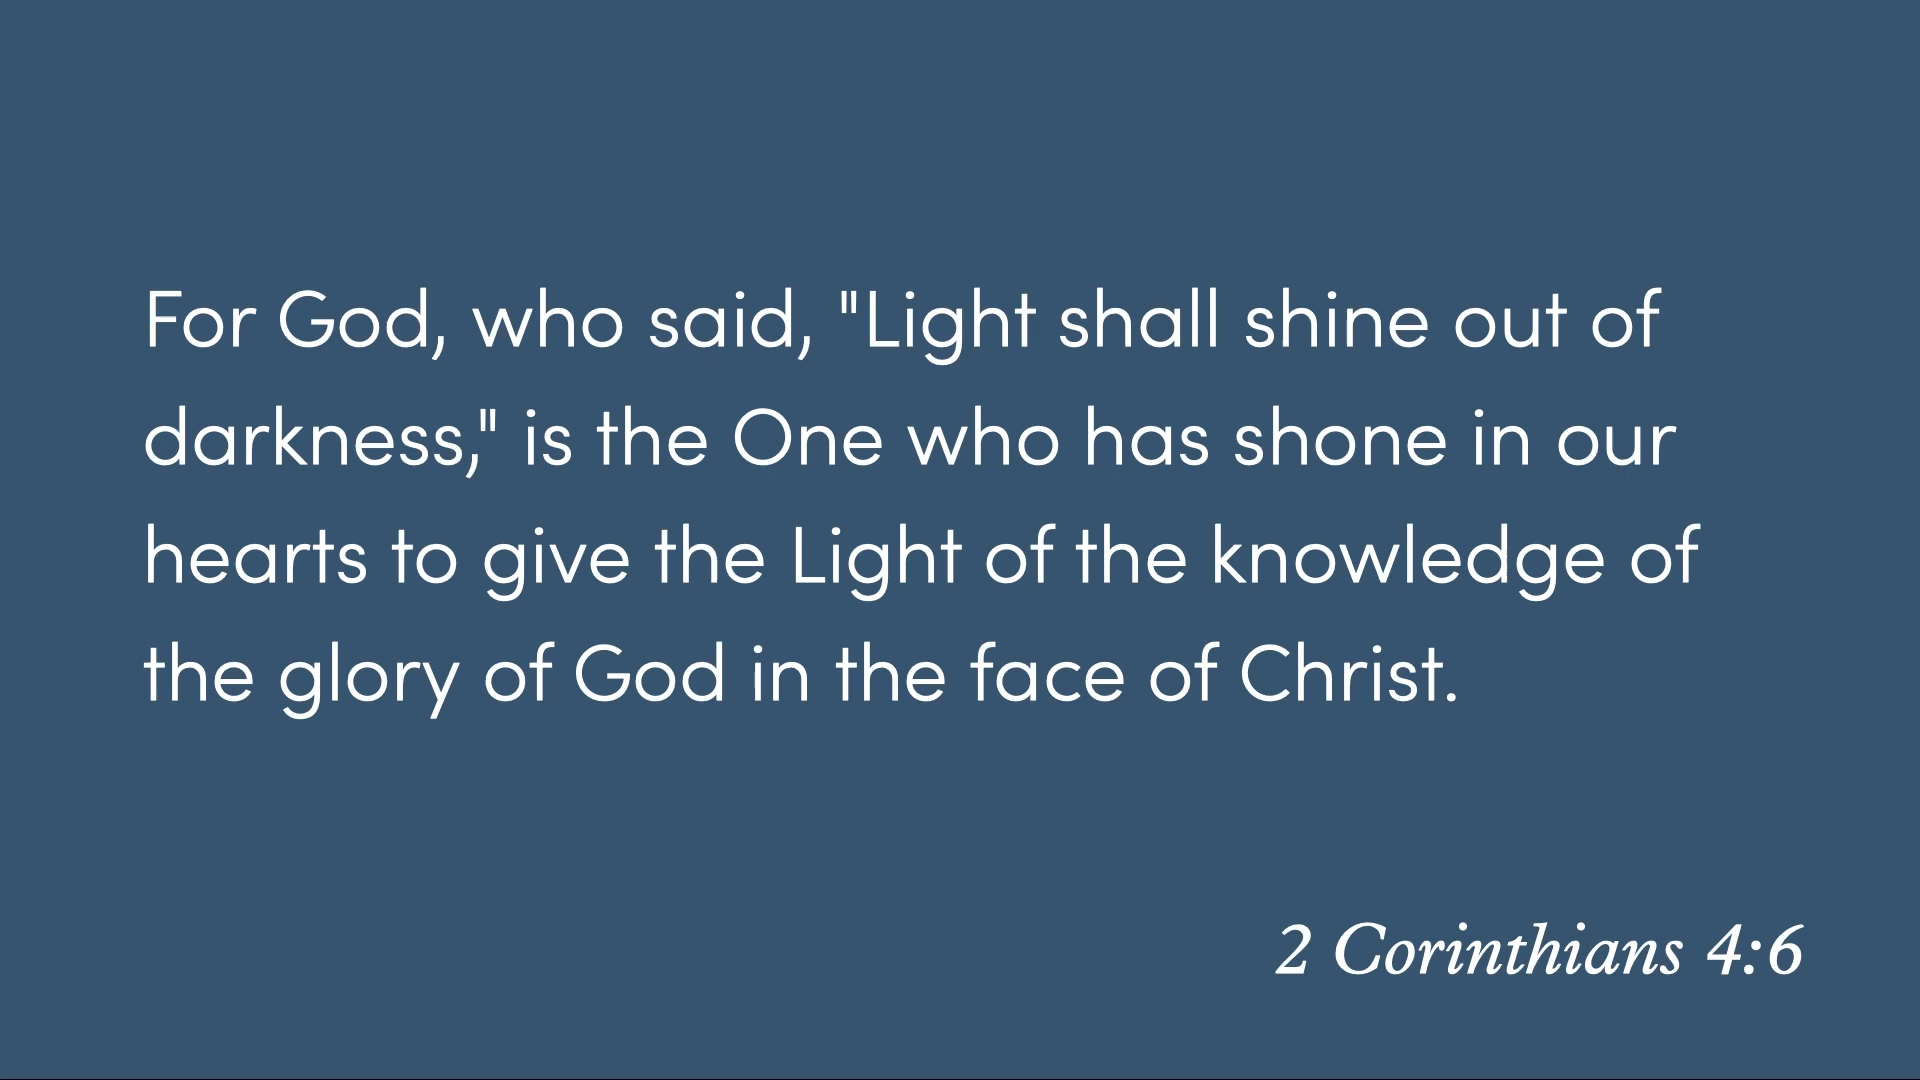 For God, who said, "Light shall shine out of
darkness," is the One who has shone in our
hearts to give the Light of the knowledge of
the glory of God in the face of Christ.
2 Corinthians 4:6